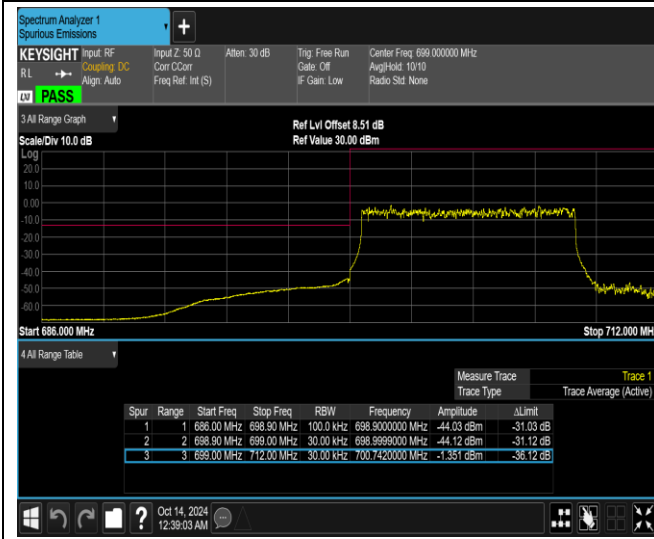 Spectrum Analyzer 1
Spurious Emissions
KEYSIGHT Input: RF Input Z: 50 Ω Atten: 30 dB Trig: Free Run Center Freq: 699.000000 MHz
RL Coupling: DC Corr CCorr Gate: Off Avg|Hold: 10/10
Align: Auto Freq Ref: Int (S) IF Gain: Low Radio Std: None
LXI PASS
3 All Range Graph
Ref Lvl Offset 8.51 dB
Scale/Div 10.0 dB Ref Value 30.00 dBm
Log
20.0
10.0
0.00
-10.0
-20.0
-30.0
-40.0
-50.0
-60.0
Start 686.000 MHz Stop 712.000 MH
4 All Range Table
Measure Trace Trace 1
Trace Type Trace Average (Active)
Spur Range Start Freq Stop Freq RBW Frequency Amplitude ΔLimit
1 1 686.00 MHz 698.90 MHz 100.0 kHz 698.9000000 MHz -44.03 dBm -31.03 dB
2 2 698.90 MHz 699.00 MHz 30.00 kHz 698.9999000 MHz -44.12 dBm -31.12 dB
3 3 699.00 MHz 712.00 MHz 30.00 kHz 700.7420000 MHz -1.351 dBm -36.12 dB
? Oct 14, 2024
12:39:03 AM